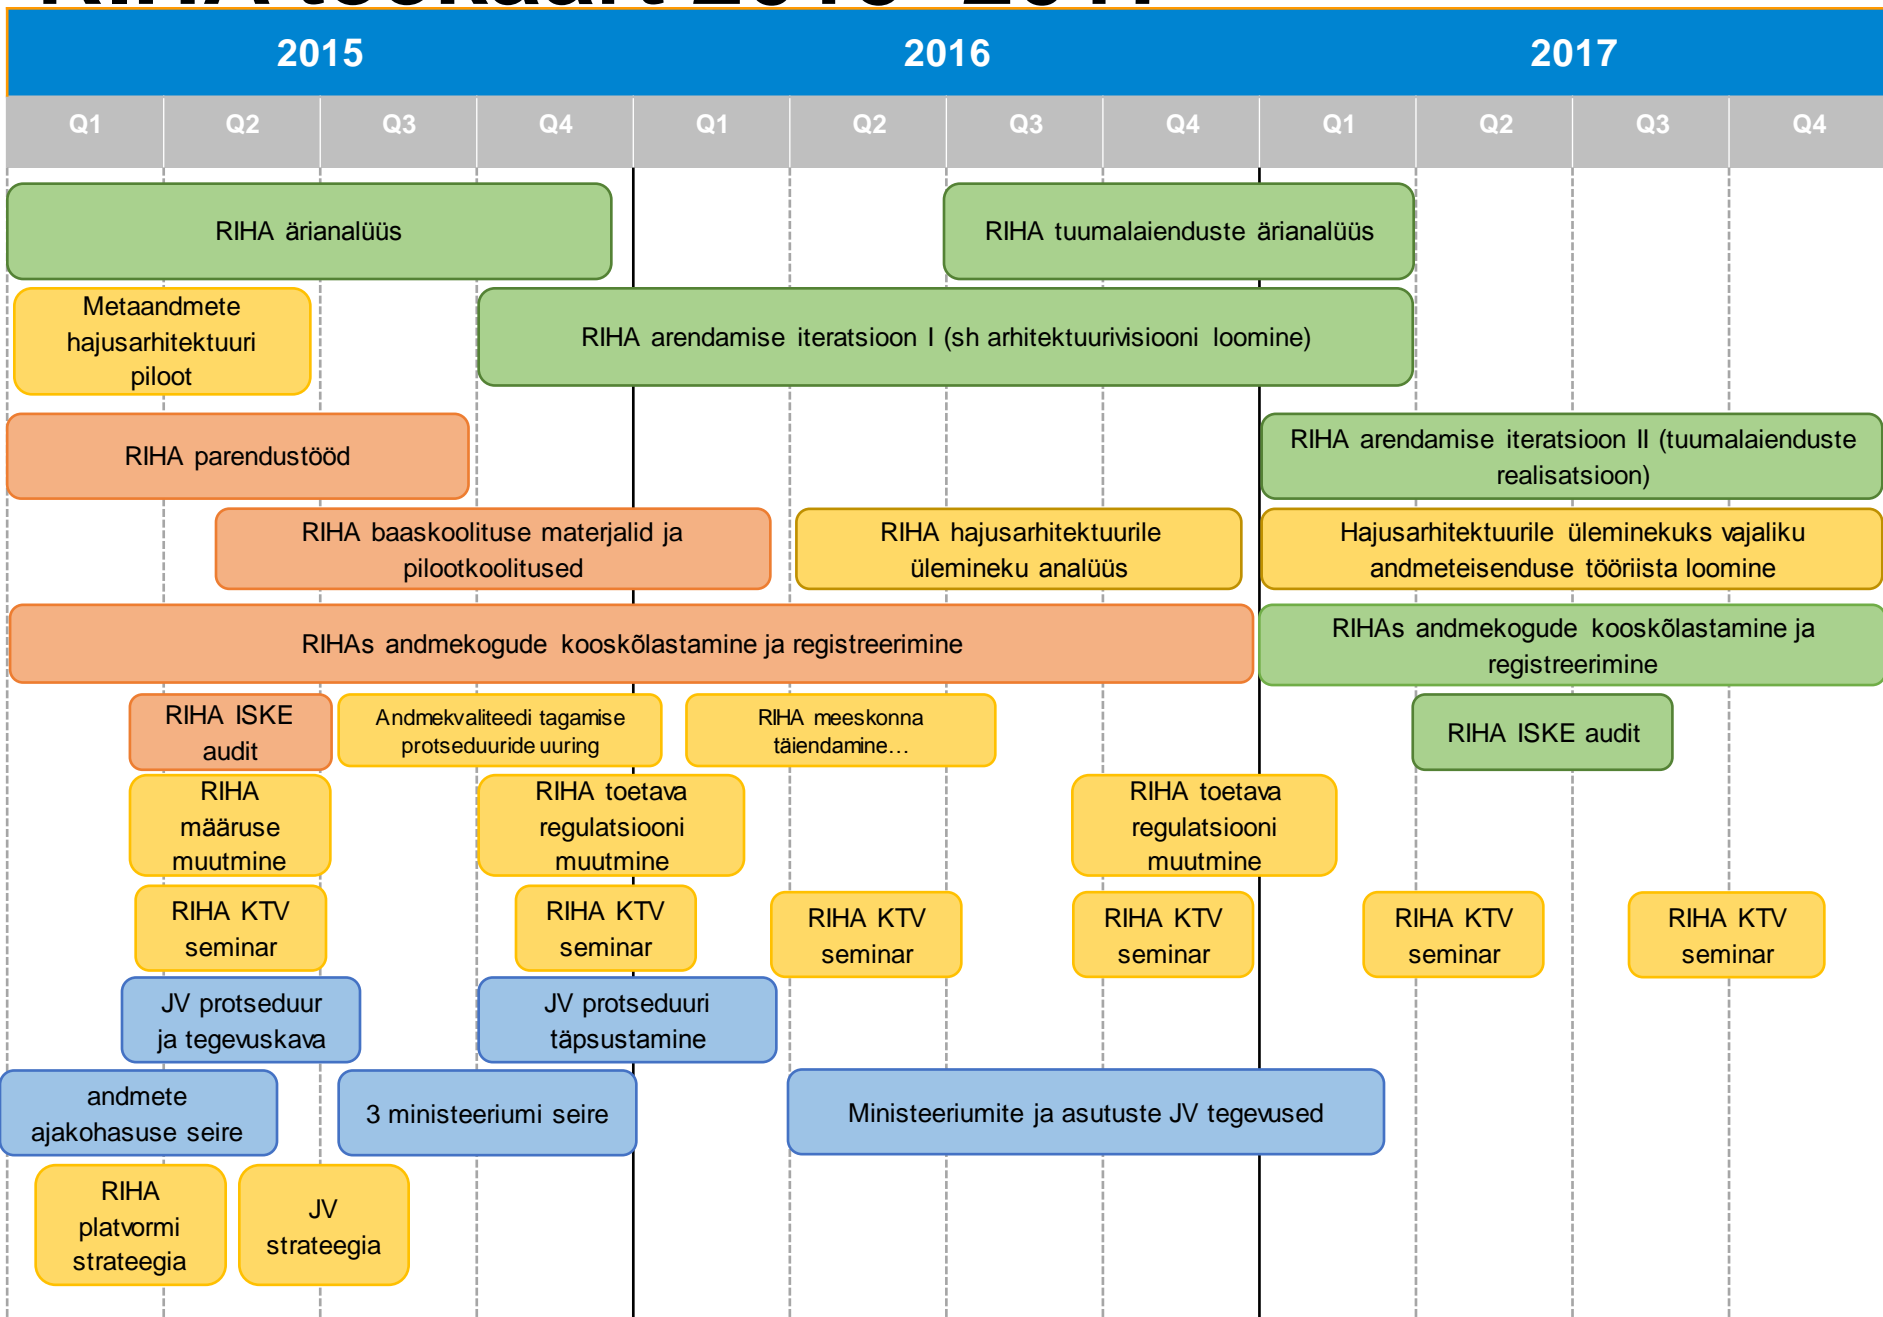 RIHA teekaart 2015-2017
2015 2016 2017
Q1 Q2 Q3 Q4 Q1 Q2 Q3 Q4 Q1 Q2 Q3 Q4
RIHA ärianalüüs
RIHA tuumalaienduste ärianalüüs
Metaandmete
hajusarhitektuuri
piloot
RIHA arendamise iteratsioon I (sh arhitektuurivisiooni loomine)
RIHA parendustööd
RIHA arendamise iteratsioon II (tuumalaienduste
realisatsioon)
RIHA baaskoolituse materjalid ja
pilootkoolitused
RIHA hajusarhitektuurile
ülemineku analüüs
Hajusarhitektuurile üleminekuks vajaliku
andmeteisenduse tööriista loomine
RIHAs andmekogude kooskõlastamine ja registreerimine
RIHAs andmekogude kooskõlastamine ja
registreerimine
RIHA ISKE
audit
Andmekvaliteedi tagamise
protseduuride uuring
RIHA meeskonna
täiendamine…
RIHA ISKE audit
RIHA
määruse
muutmine
RIHA toetava
regulatsiooni
muutmine
RIHA toetava
regulatsiooni
muutmine
RIHA KTV
seminar
RIHA KTV
seminar
RIHA KTV
seminar
RIHA KTV
seminar
RIHA KTV
seminar
RIHA KTV
seminar
JV protseduur
ja tegevuskava
JV protseduuri
täpsustamine
andmete
ajakohasuse seire
3 ministeeriumi seire
Ministeeriumite ja asutuste JV tegevused
RIHA
platvormi
strateegia
JV
strateegia